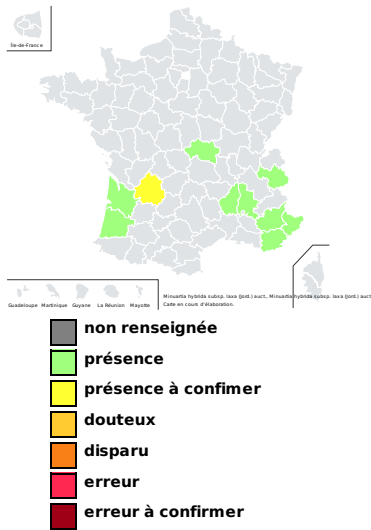 Île-de-France
Guadeloupe Martinique Guyane La Réunion Mayotte
Minuartia hybrida subsp. laxa (Jord.) auct., Minuartia hybrida subsp. laxa (Jord.) auct
Carte en cours d'élaboration.
non renseignée
présence
présence à confimer
douteux
disparu
erreur
erreur à confirmer